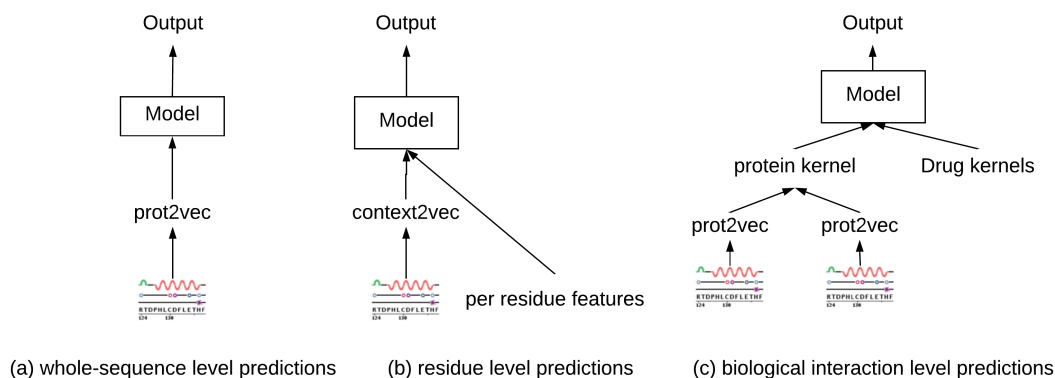 Output
Model
prot2vec
RTDPHLCDFLETHF
124 130
(a) whole-sequence level predictions
Output
Model
context2vec
per residue features
RTDPHLCDFLETHF
124 130
(b) residue level predictions
Output
Model
protein kernel
Drug kernels
prot2vec
prot2vec
RTDPHLCDFLETHF
124 130
RTDPHLCDFLETHF
124 130
(c) biological interaction level predictions